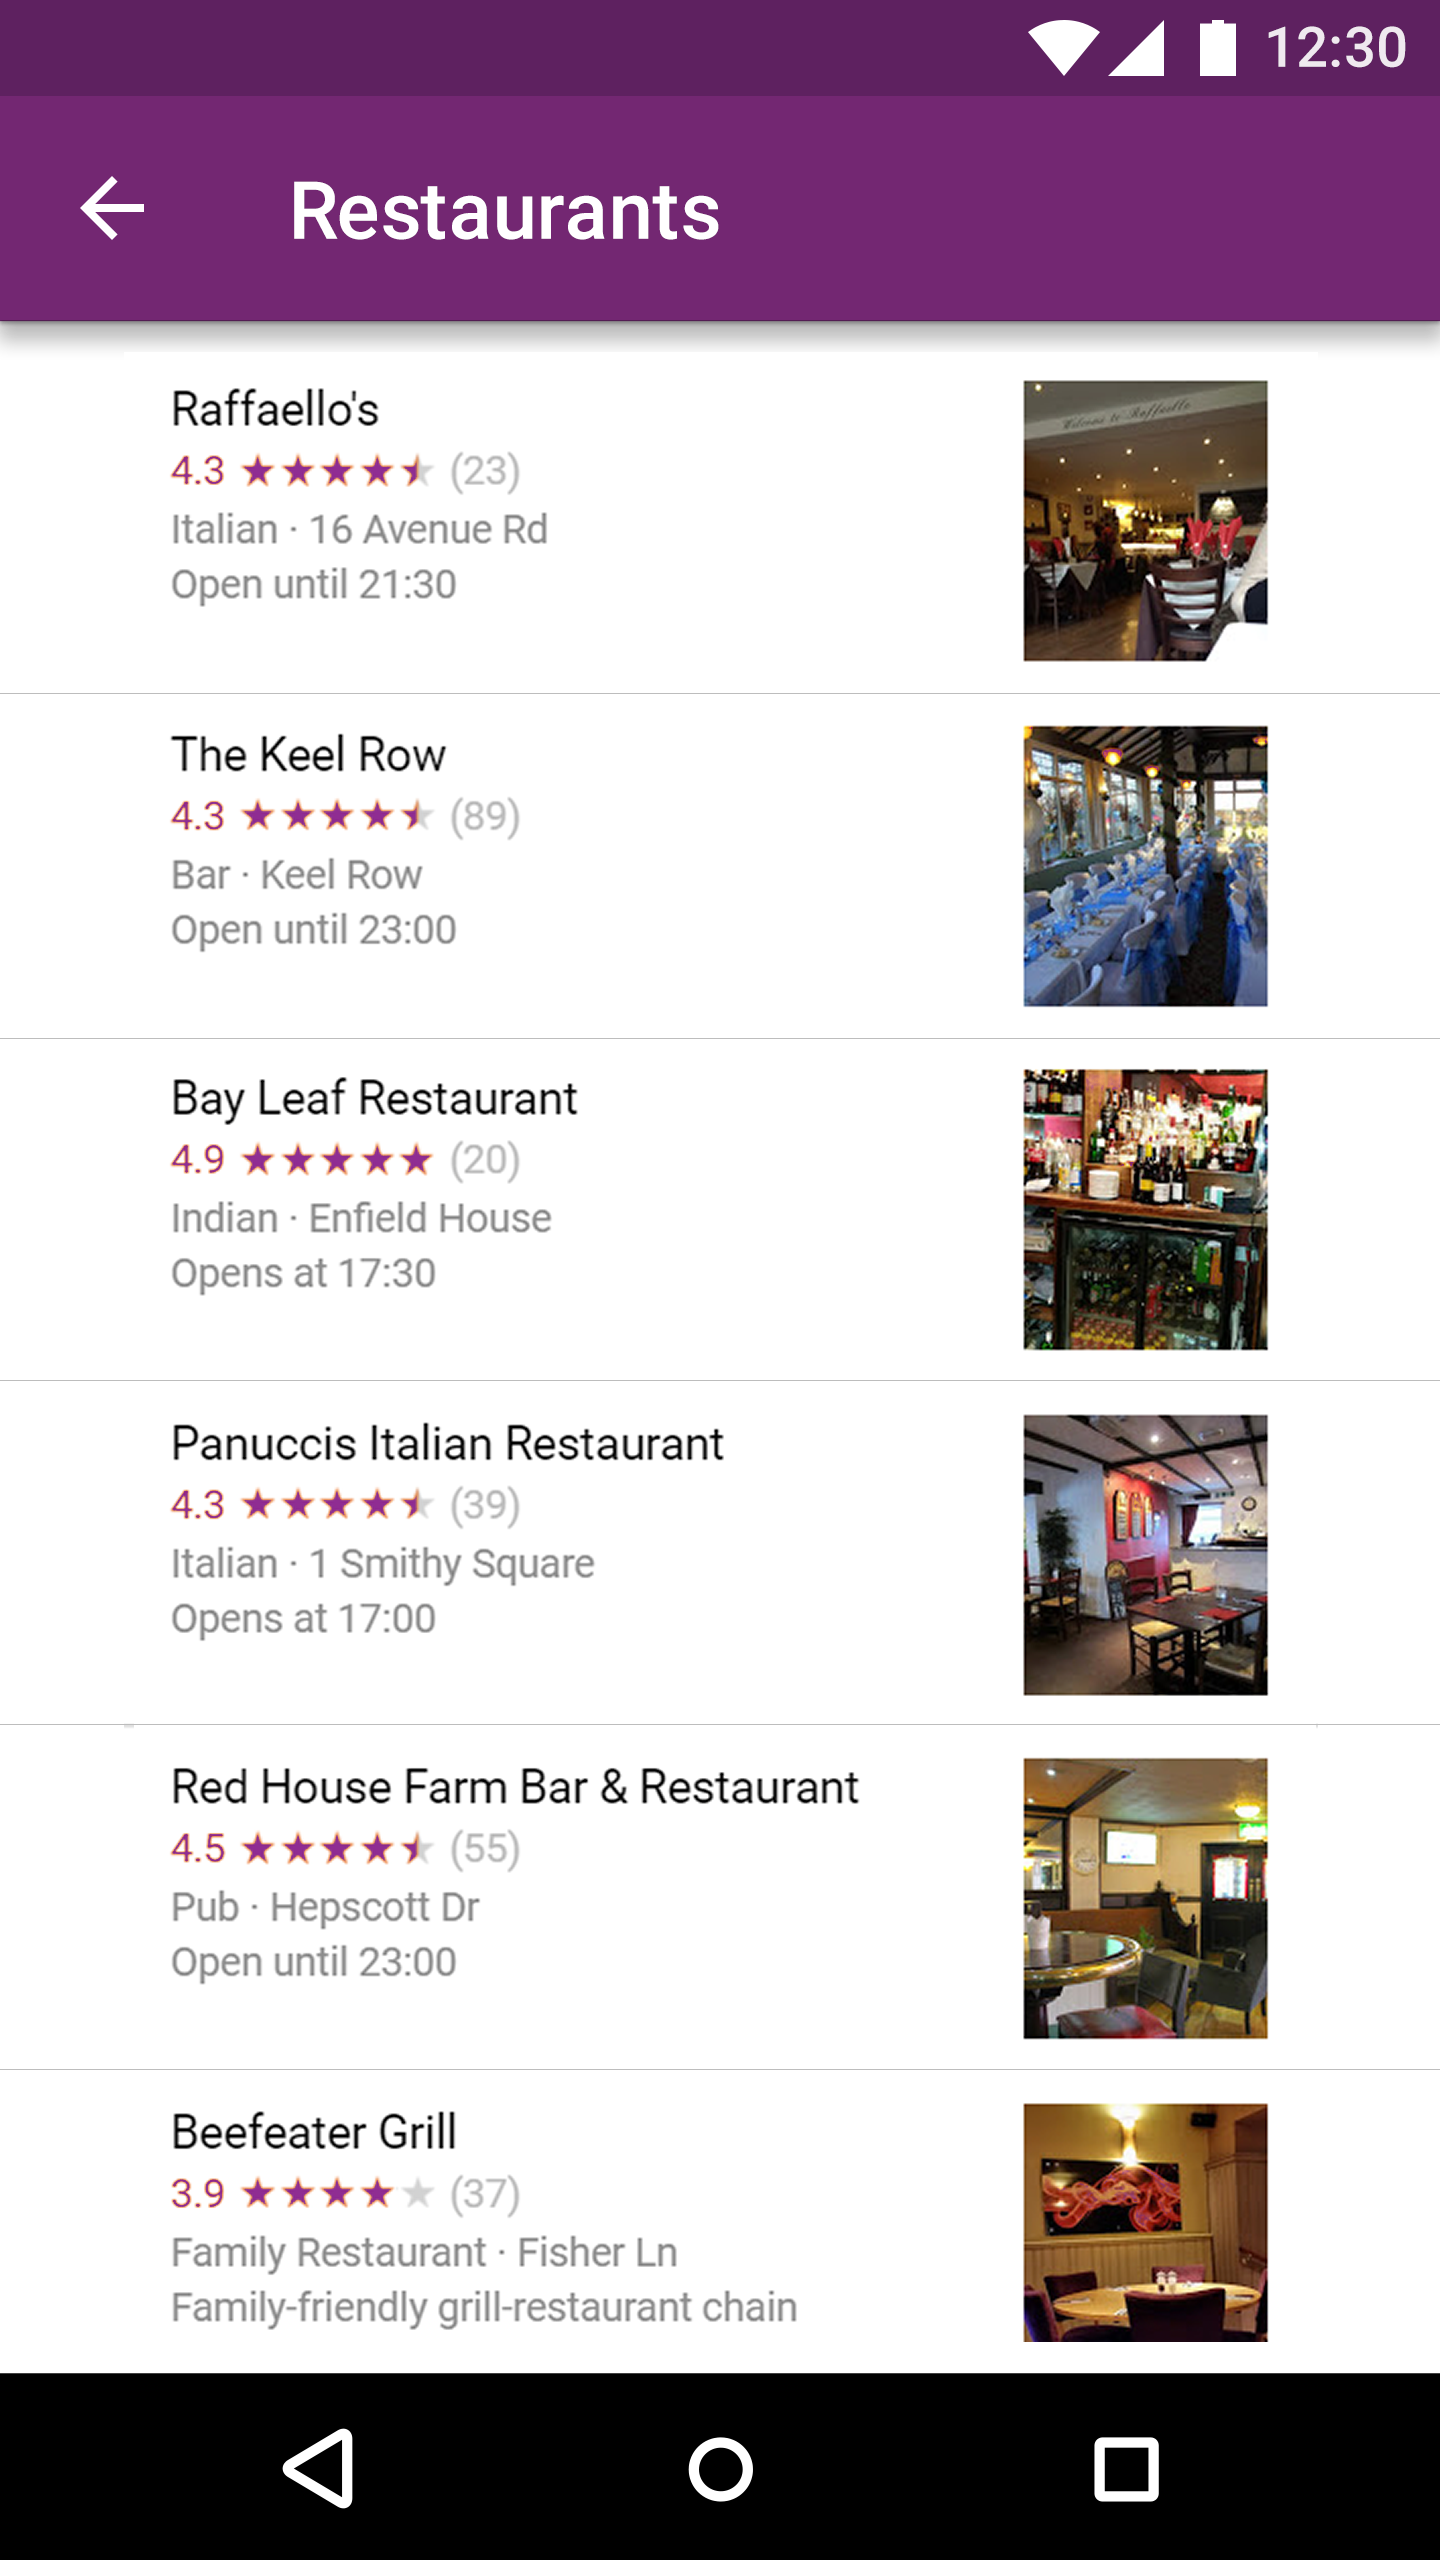 12:30
Restaurants
Raffaello's
Welcome to Raffaello
4.3 ★★★★★ (23)
Italian · 16 Avenue Rd
Open until 21:30
The Keel Row
4.3 ★★★★★ (89)
Bar · Keel Row
Open until 23:00
Bay Leaf Restaurant
4.9 ★★★★★ (20)
Indian · Enfield House
Opens at 17:30
Panuccis Italian Restaurant
4.3 ★★★★★ (39)
Italian · 1 Smithy Square
Opens at 17:00
Red House Farm Bar & Restaurant
4.5 ★★★★★ (55)
Pub · Hepscott Dr
Open until 23:00
Beefeater Grill
3.9 ★★★★★ (37)
Family Restaurant · Fisher Ln
Family-friendly grill-restaurant chain